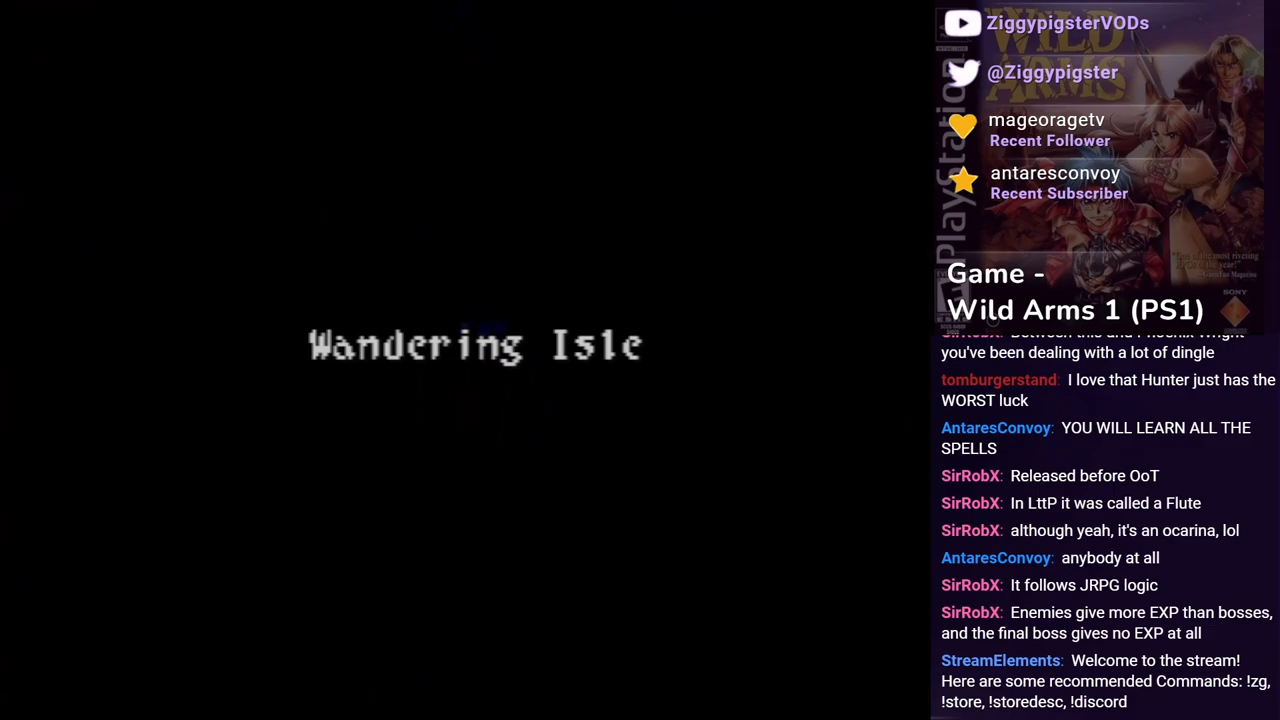 Wandering Isle
ZiggypigsterVODs
@Ziggypigster
mageoragetv
Recent Follower
antaresconvoy
Recent Subscriber
WILD
ARMS
PlayStation
Game -
Wild Arms 1 (PS1)
SONY
you've been dealing with a lot of dingle
tomburgerstand: I love that Hunter just has the
WORST luck
AntaresConvoy: YOU WILL LEARN ALL THE
SPELLS
SirRobX: Released before OoT
SirRobX: In LttP it was called a Flute
SirRobX: although yeah, it's an ocarina, lol
AntaresConvoy: anybody at all
SirRobX: It follows JRPG logic
SirRobX: Enemies give more EXP than bosses,
and the final boss gives no EXP at all
StreamElements: Welcome to the stream!
Here are some recommended Commands: !zg,
!store, !storedesc, !discord